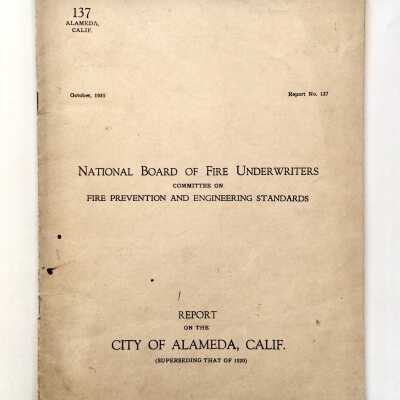 137
ALAMEDA,
CALIF.
October, 1935
Report No. 137
NATIONAL BOARD OF FIRE UNDERWRITERS
COMMITTEE ON
FIRE PREVENTION AND ENGINEERING STANDARDS
REPORT
ON THE
CITY OF ALAMEDA, CALIF.
(SUPERSEDING THAT OF 1920)